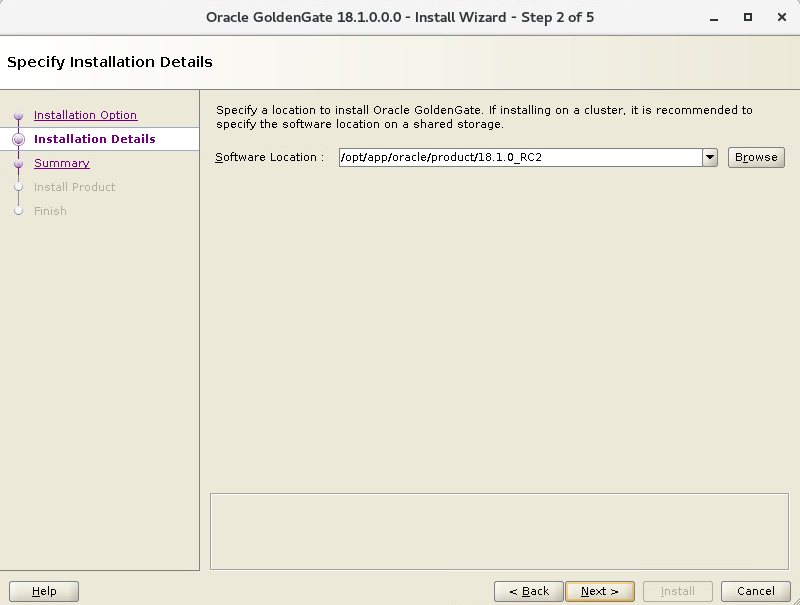 Oracle GoldenGate 18.1.0.0.0 - Install Wizard - Step 2 of 5
Specify Installation Details
Installation Option
Installation Details
Summary
Install Product
Finish
Specify a location to install Oracle GoldenGate. If installing on a cluster, it is recommended to
specify the software location on a shared storage.
Software Location :
/opt/app/oracle/product/18.1.0_RC2
Browse
Help
< Back
Next >
Install
Cancel